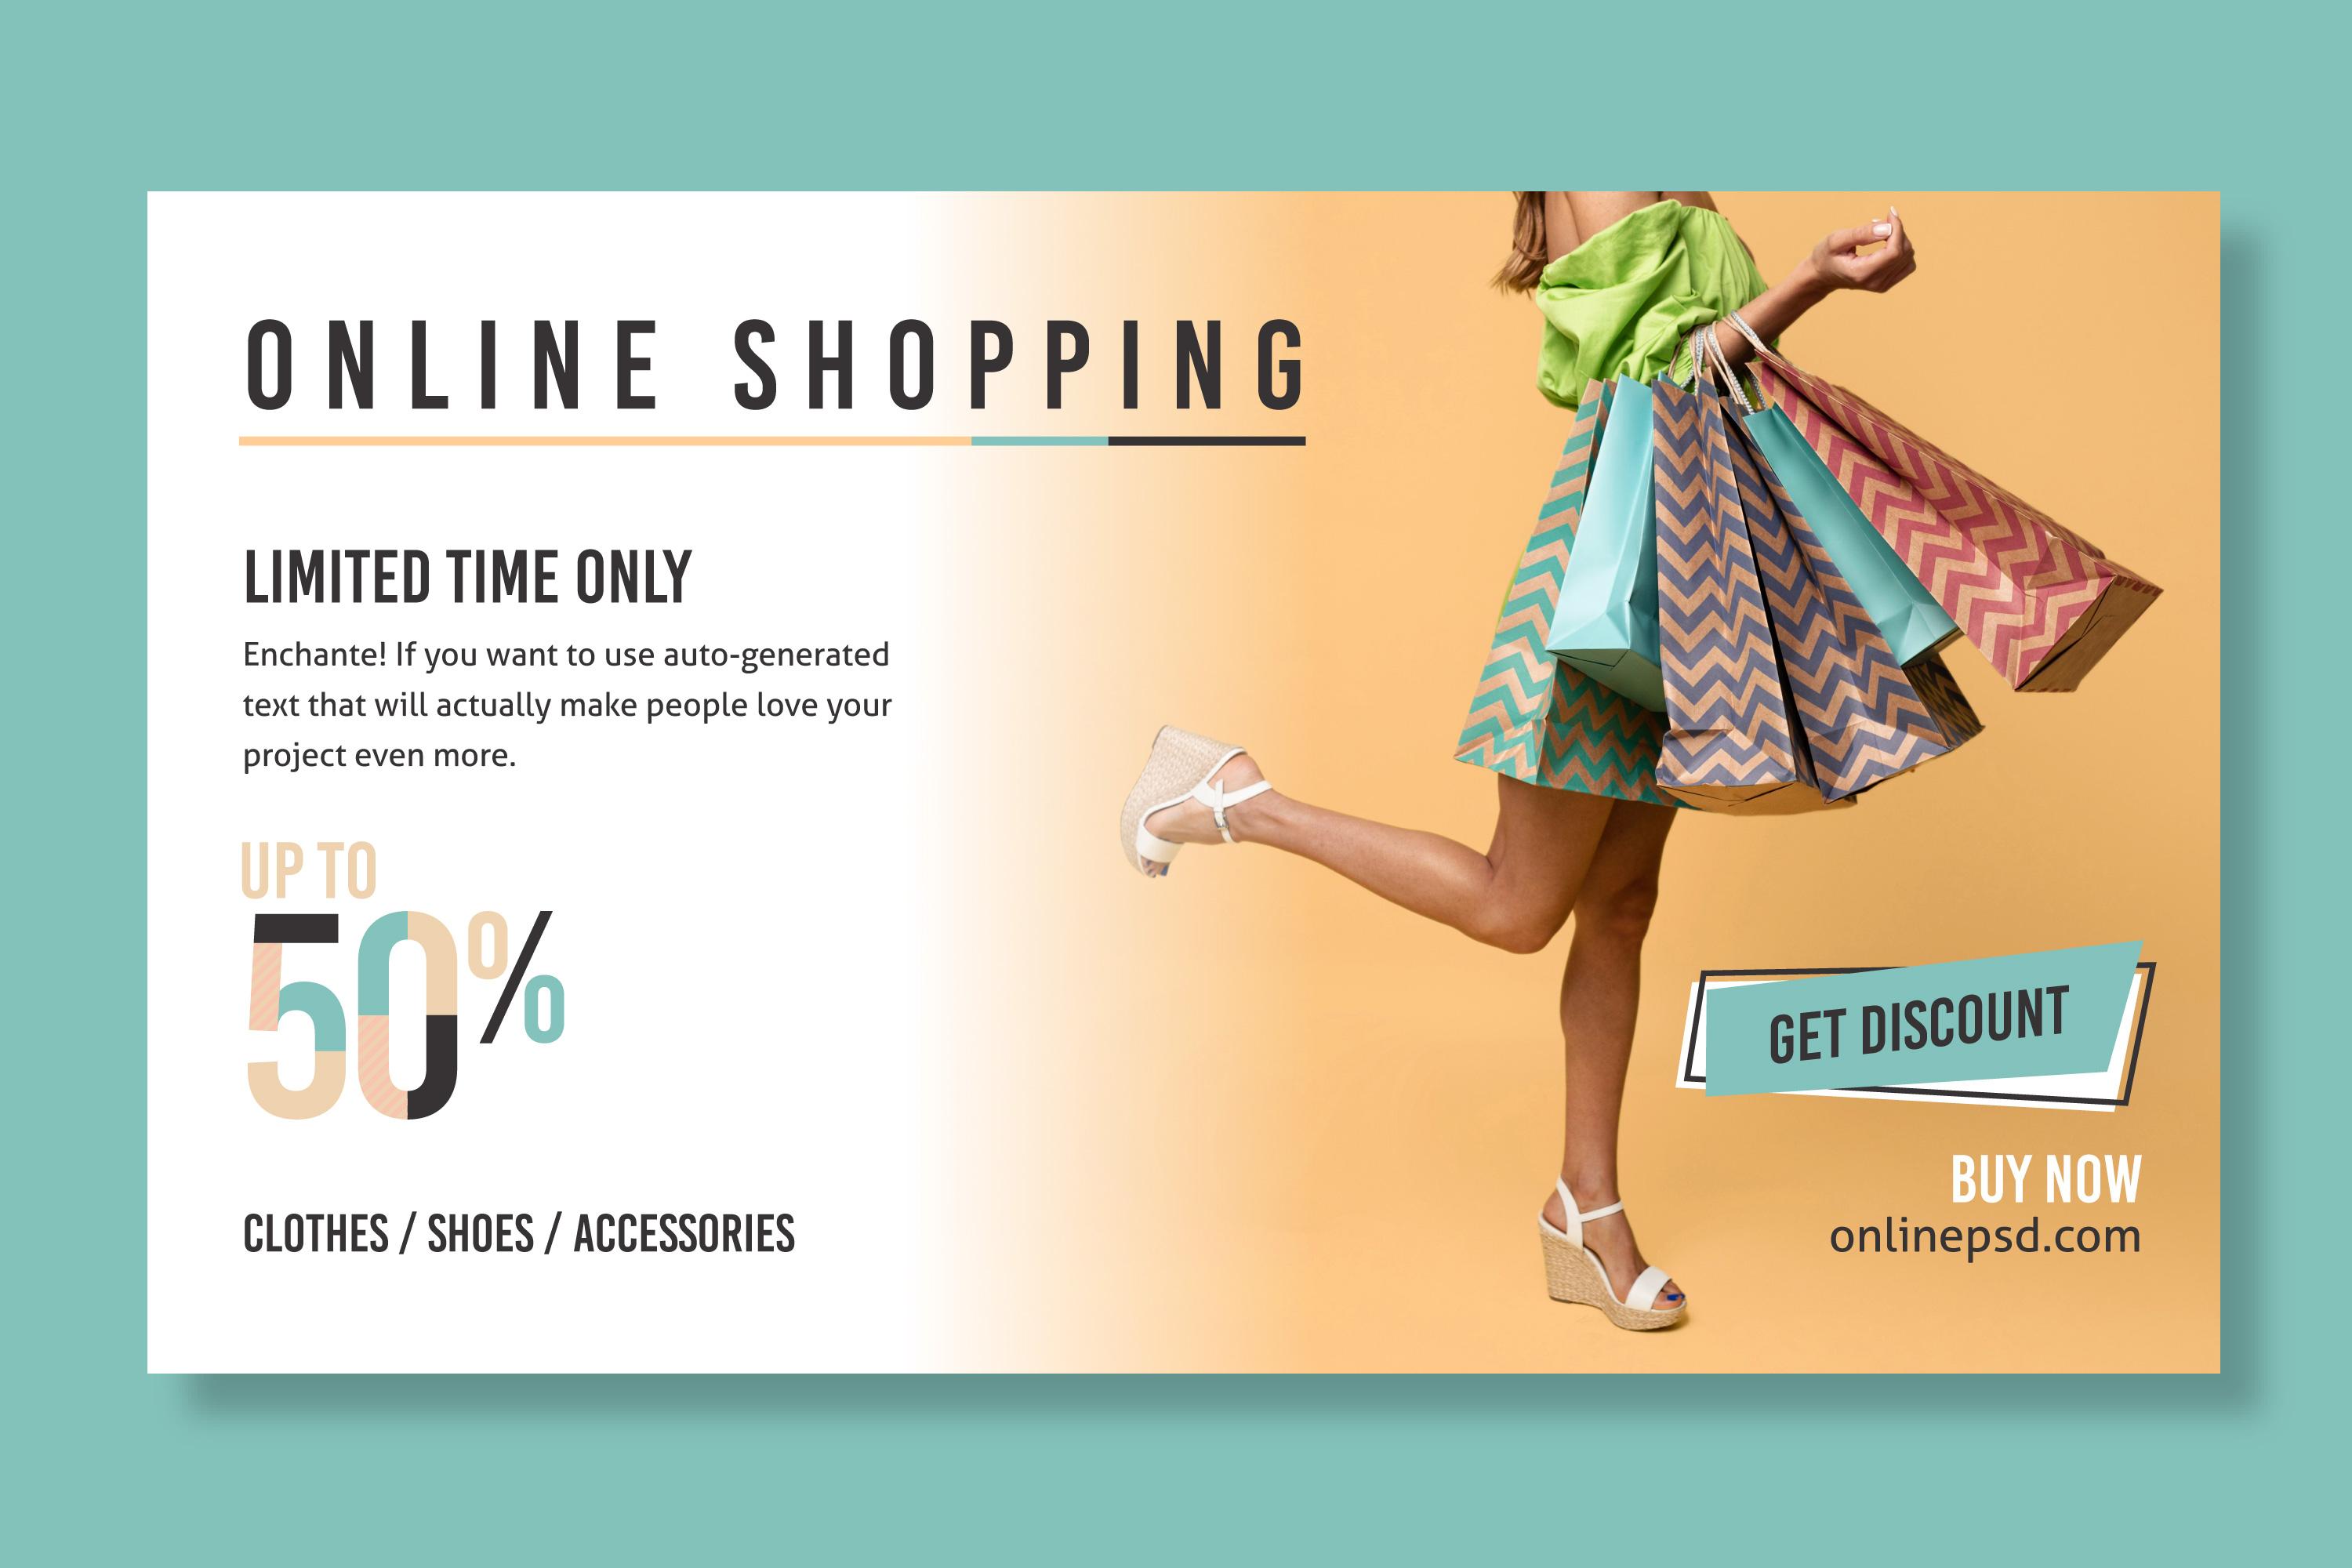 ONLINE SHOPPING
LIMITED TIME ONLY
Enchante! If you want to use auto-generated
text that will actually make people love your
project even more.
UP TO
50%
CLOTHES / SHOES / ACCESSORIES
GET DISCOUNT
BUY NOW
onlinepsd.com